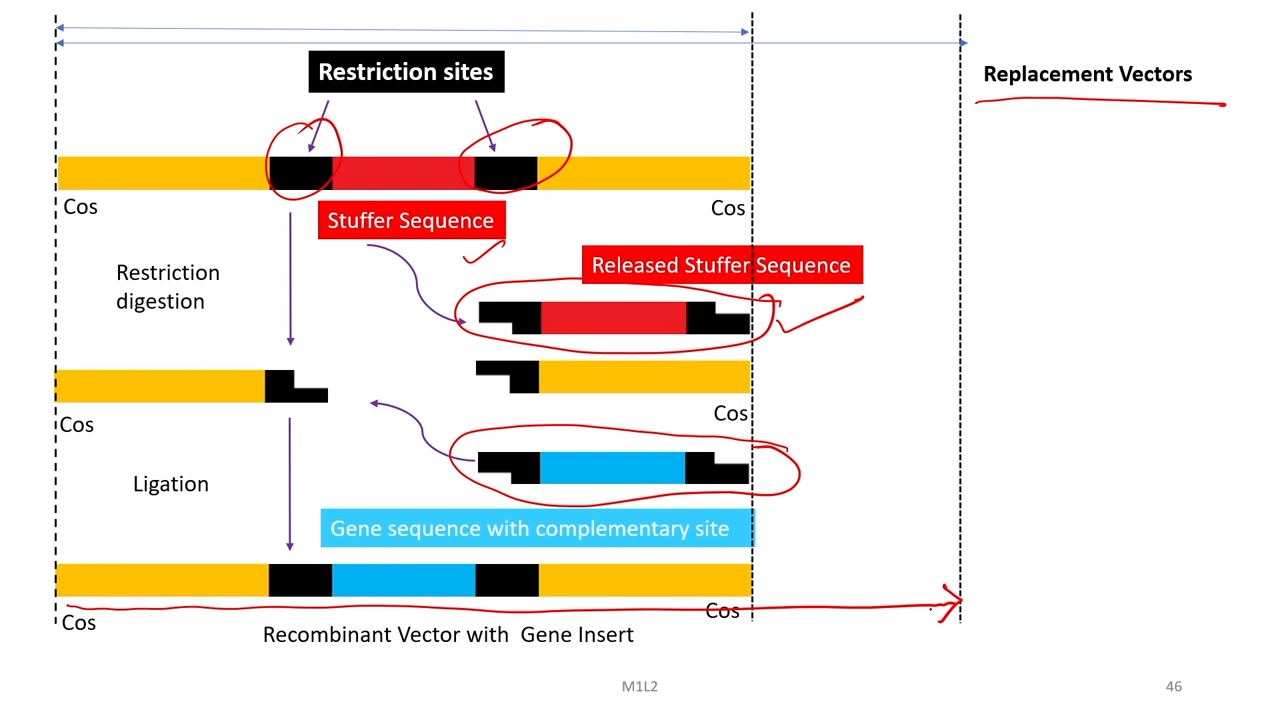 Restriction sites
Replacement Vectors
Cos
Cos
Stuffer Sequence
Released Stuffer Sequence
Restriction
digestion
Cos
Cos
Ligation
Gene sequence with complementary site
Cos
Cos
Recombinant Vector with Gene Insert
M1L2
46